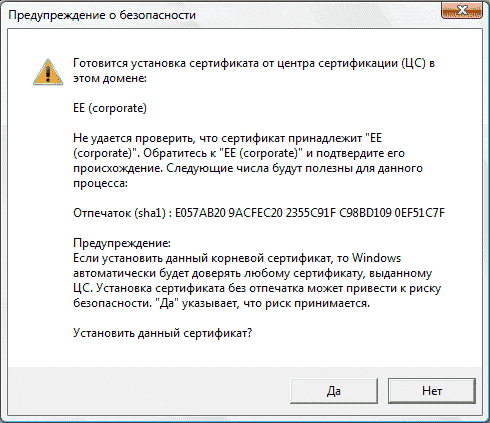 Предупреждение о безопасности
Готовится установка сертификата от центра сертификации (ЦС) в
этом домене:
EE (corporate)
Не удается проверить, что сертификат принадлежит "EE
(corporate)". Обратитесь к "EE (corporate)" и подтвердите его
происхождение. Следующие числа будут полезны для данного
процесса:
Отпечаток (sha1) : E057AB20 9ACFEC20 2355C91F C98BD109 0EF51C7F
Предупреждение:
Если установить данный корневой сертификат, то Windows
автоматически будет доверять любому сертификату, выданному
ЦС. Установка сертификата без отпечатка может привести к риску
безопасности. "Да" указывает, что риск принимается.
Установить данный сертификат?
Да
Нет